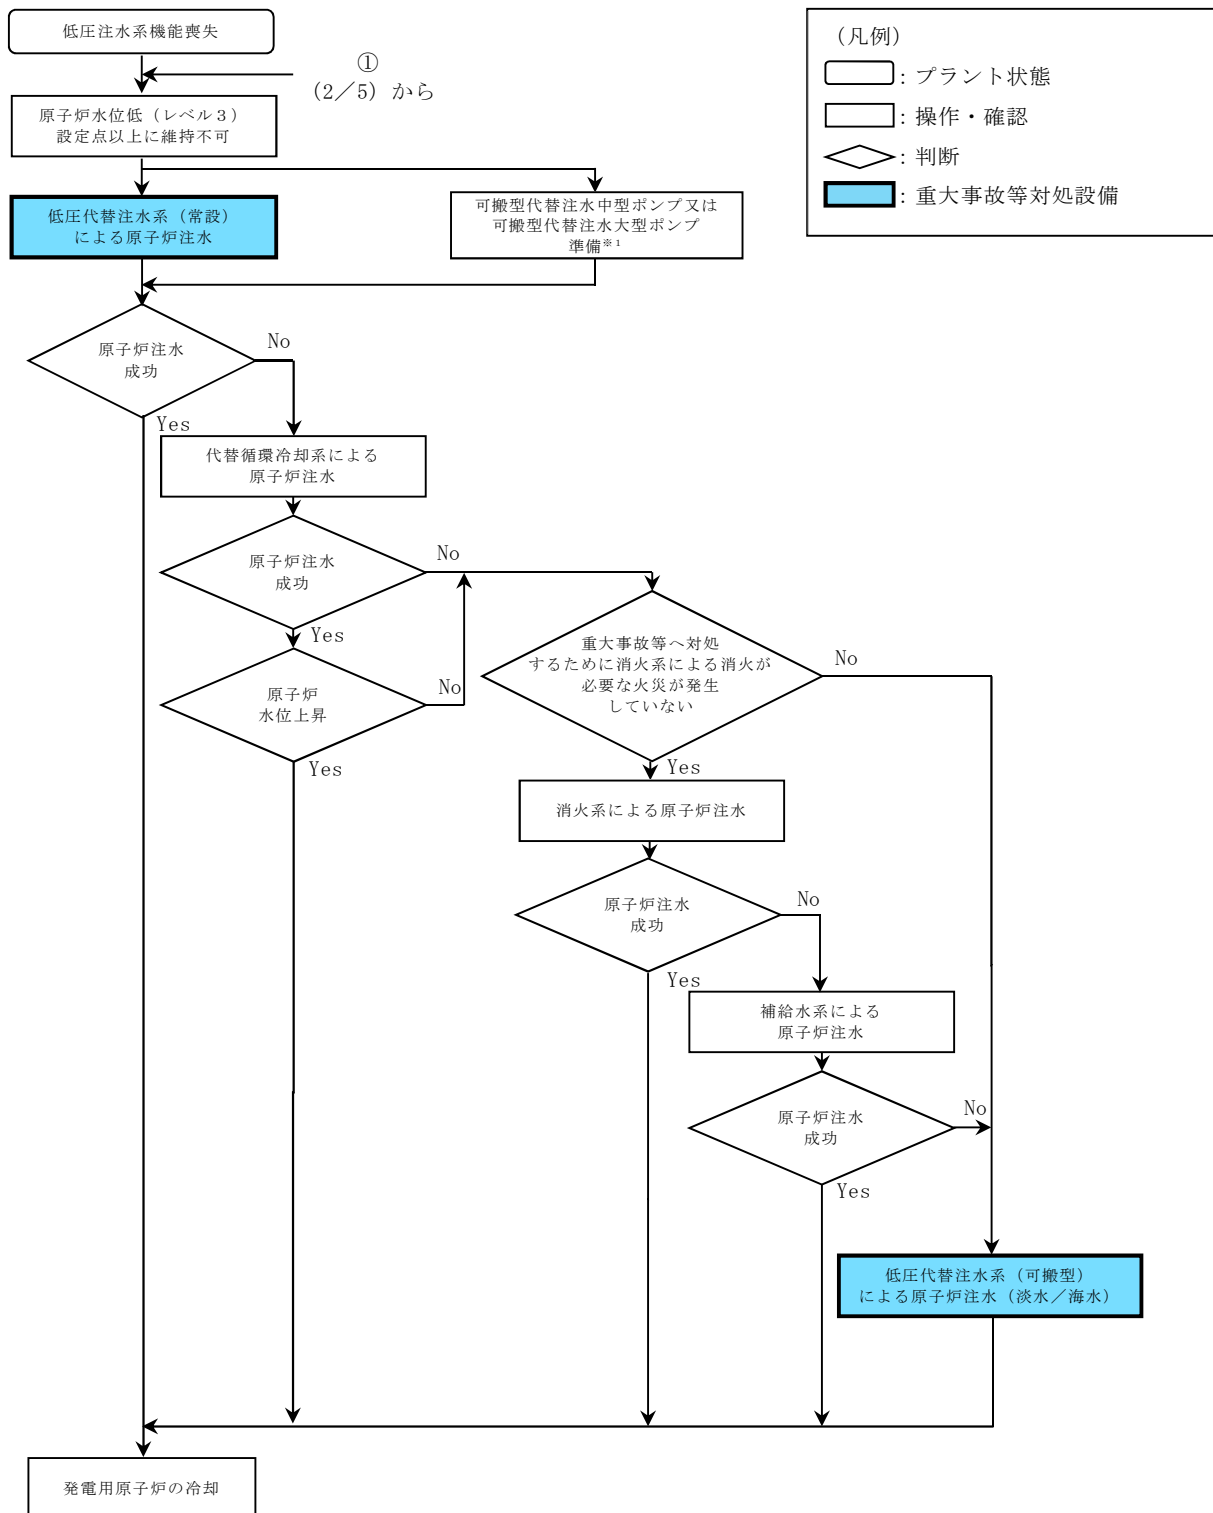 低圧注水系機能喪失
①
(2/5) から
原子炉水位低（レベル3）
設定点以上に維持不可
低圧代替注水系（常設）
による原子炉注水
可搬型代替注水中型ポンプ又は
可搬型代替注水大型ポンプ
準備※1
（凡例）
：プラント状態
：操作・確認
：判断
：重大事故等対処設備
原子炉注水
成功
No
Yes
代替循環冷却系による
原子炉注水
原子炉注水
成功
No
Yes
原子炉
水位上昇
No
Yes
重大事故等へ対処
するために消火系による消火が
必要な火災が発生
していない
No
Yes
消火系による原子炉注水
原子炉注水
成功
No
Yes
補給水系による
原子炉注水
原子炉注水
成功
No
Yes
低圧代替注水系（可搬型）
による原子炉注水（淡水／海水）
発電用原子炉の冷却